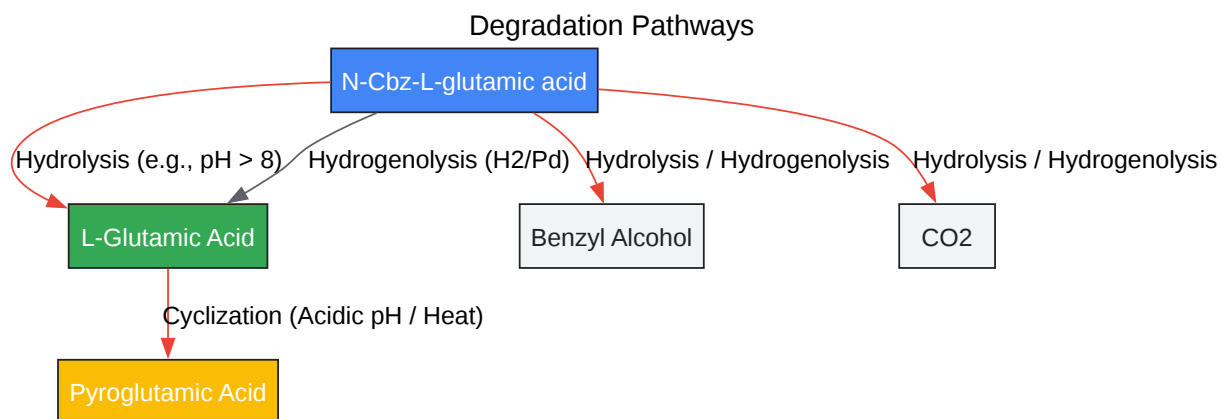 Degradation Pathways
N-Cbz-L-glutamic acid
Hydrolysis (e.g., pH > 8)
Hydrogenolysis (H2/Pd)
Hydrolysis / Hydrogenolysis
Hydrolysis / Hydrogenolysis
L-Glutamic Acid
Benzyl Alcohol
CO2
Cyclization (Acidic pH / Heat)
Pyroglutamic Acid